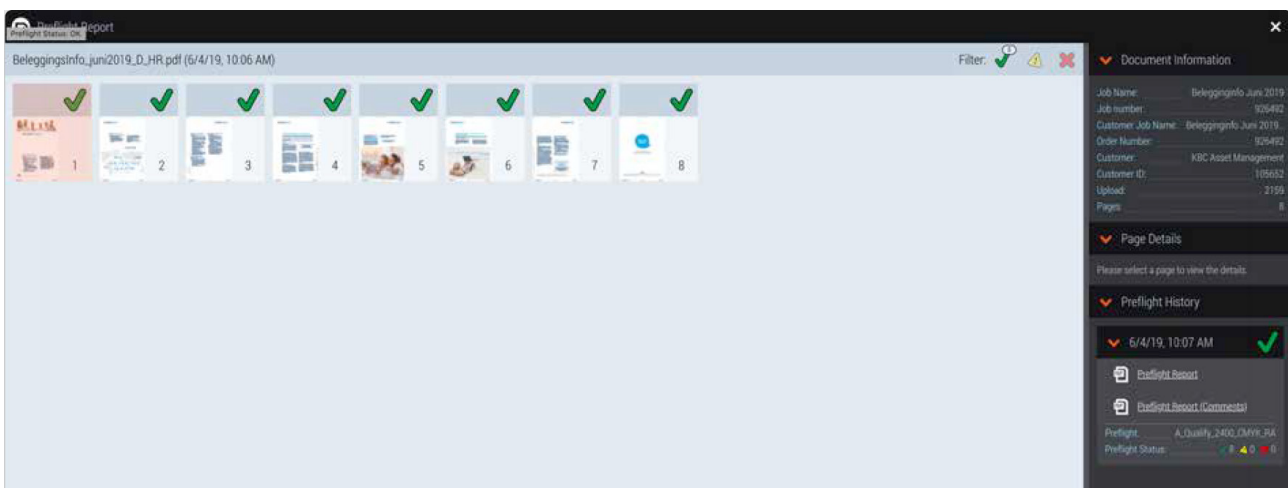 Preflight Report
Preflight Status: OK
BeleggingsInfo_juni2019_D_HR.pdf (6/4/19, 10:06 AM)
Filter:
1
2
3
4
5
6
7
8
Document Information
Job Name: Belegginginfo Juni 2019
Job number: 926492
Customer Job Name: Belegginginfo Juni 2019
Order Number: 926492
Customer: KBC Asset Management
Customer ID: 105652
Upload: 2159
Pages: 8
Page Details
Please select a page to view the details.
Preflight History
6/4/19, 10:07 AM
Preflight Report
Preflight Report (Comments)
Preflight: A_Qualify_2400_CMYK_RA
Preflight Status: 8 0 0